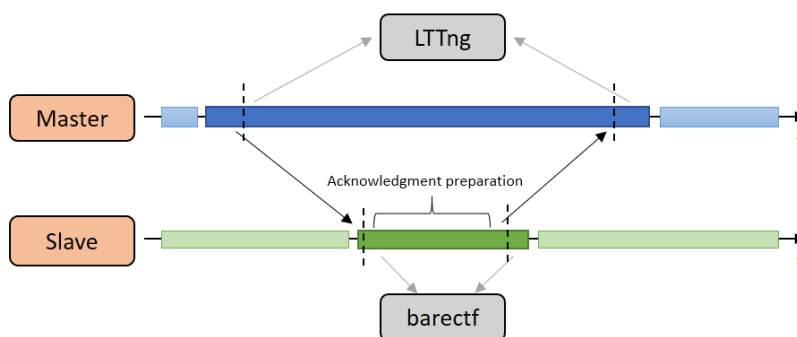 LTTng
Master
Acknowledgment preparation
Slave
barectf